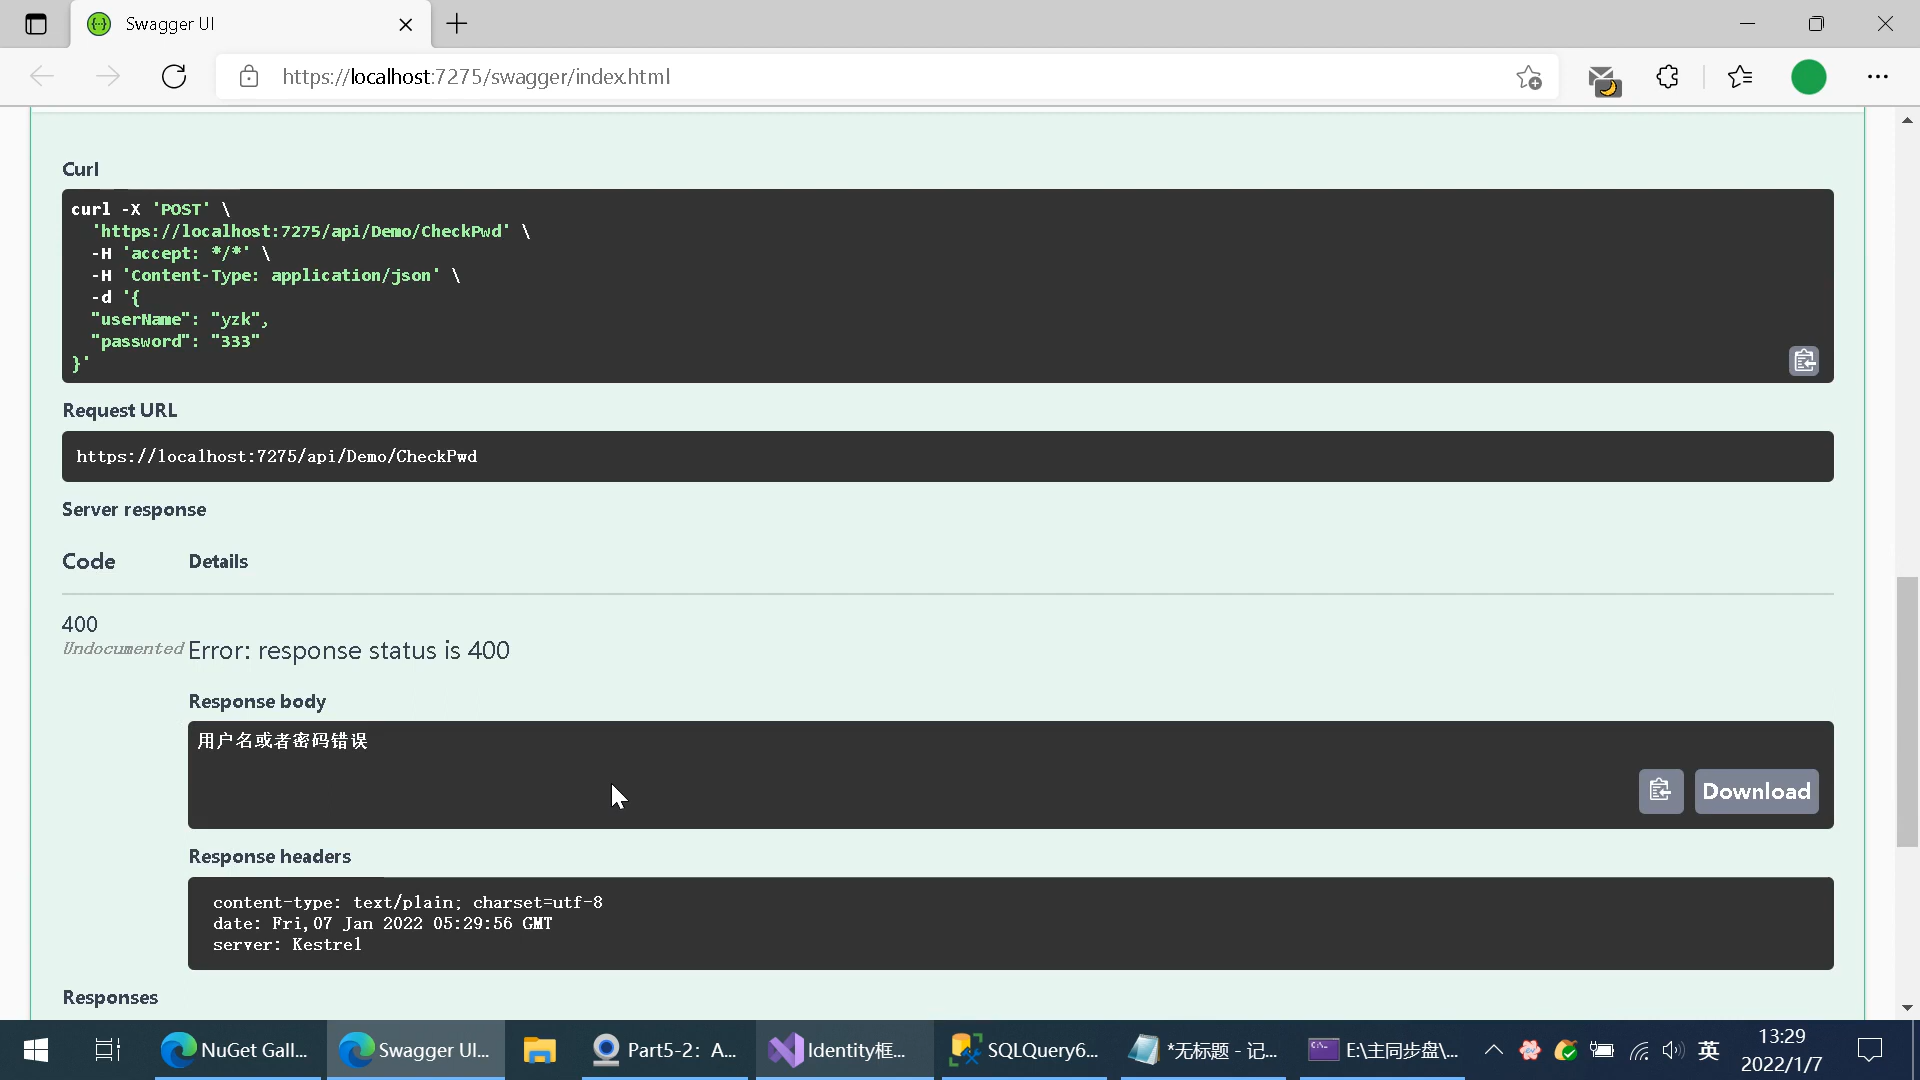 Swagger UI
https://localhost:7275/swagger/index.html
Curl
curl -X 'POST' \
'https://localhost:7275/api/Demo/CheckPwd' \
-H 'accept: */*' \
-H 'Content-Type: application/json' \
-d '{
"userName": "yzk",
"password": "333"
}'
Request URL
https://localhost:7275/api/Demo/CheckPwd
Server response
Code Details
400
Undocumented Error: response status is 400
Response body
用户名或者密码错误
Download
Response headers
content-type: text/plain; charset=utf-8
date: Fri,07 Jan 2022 05:29:56 GMT
server: Kestrel
Responses
NuGet Gall... Swagger UI... Part5-2：A... Identity框... SQLQuery6... *无标题 - 记... E:\主同步盘\... 英 13:29
2022/1/7